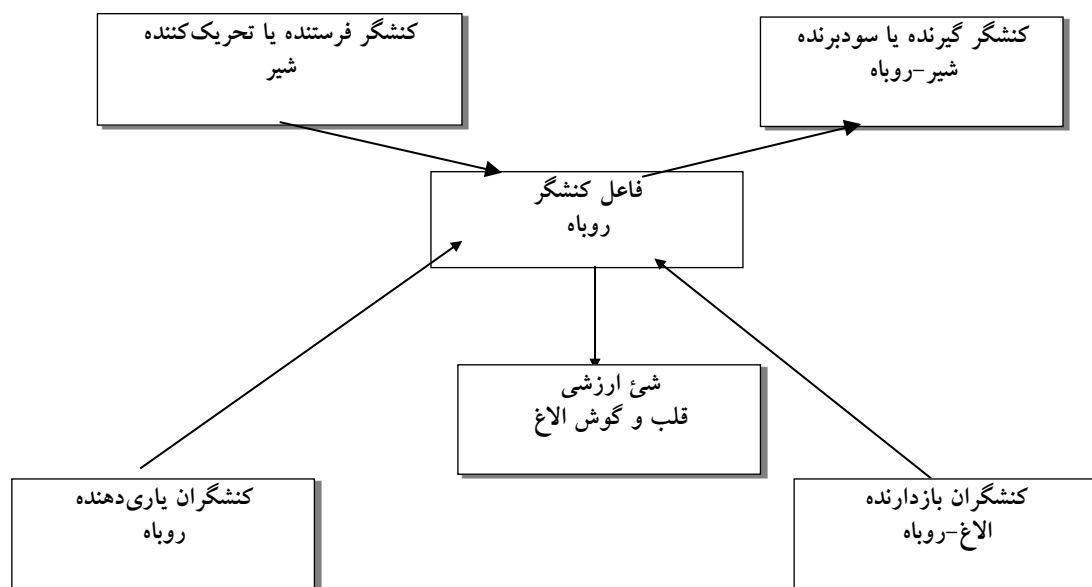 کنشگر گیرنده یا سودبرنده
شیر-روباه
کنشگر فرستنده یا تحریک‌کننده
شیر
فاعل کنشگر
روباه
شئ ارزشی
قلب و گوش الاغ
کنشگران بازدارنده
الاغ-روباه
کنشگران یاری‌دهنده
روباه